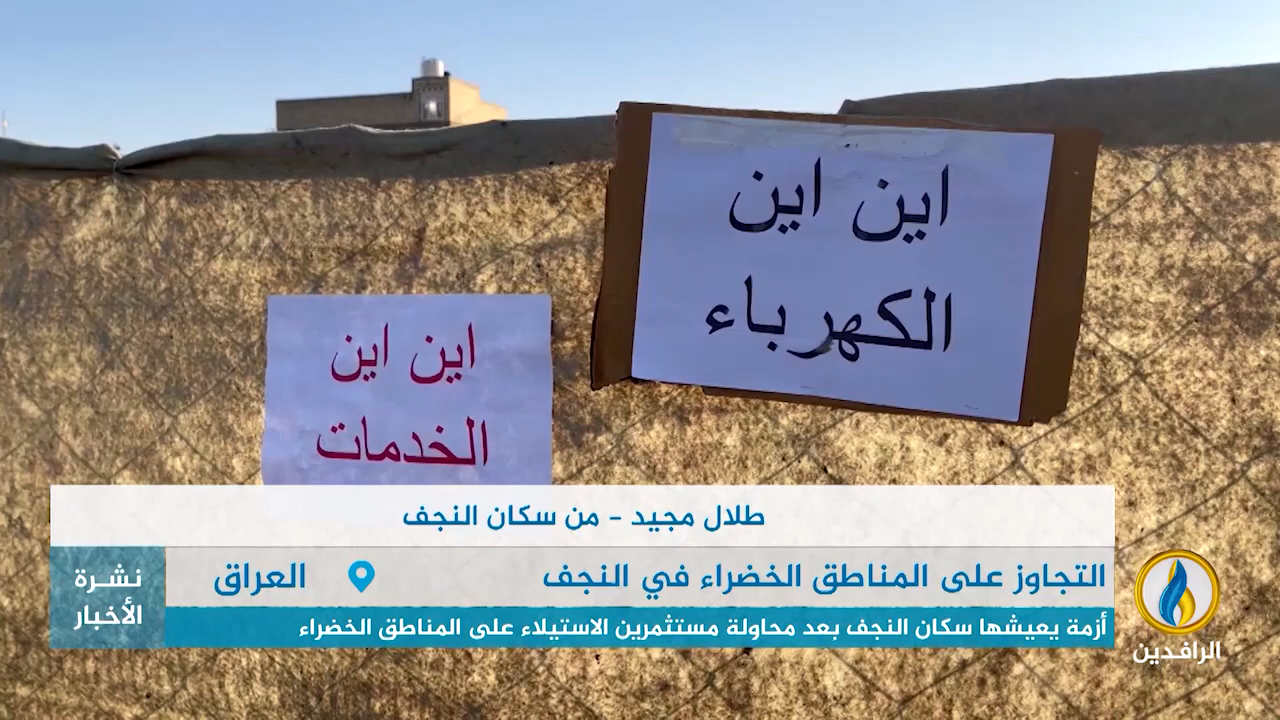 اين اين
الكهرباء
اين اين
الخدمات
طلال مجيد - من سكان النجف
التجاوز على المناطق الخضراء في النجف
العراق
نشرة
الأخبار
أزمة يعيشها سكان النجف بعد محاولة مستثمرين الاستيلاء على المناطق الخضراء
الرافدين